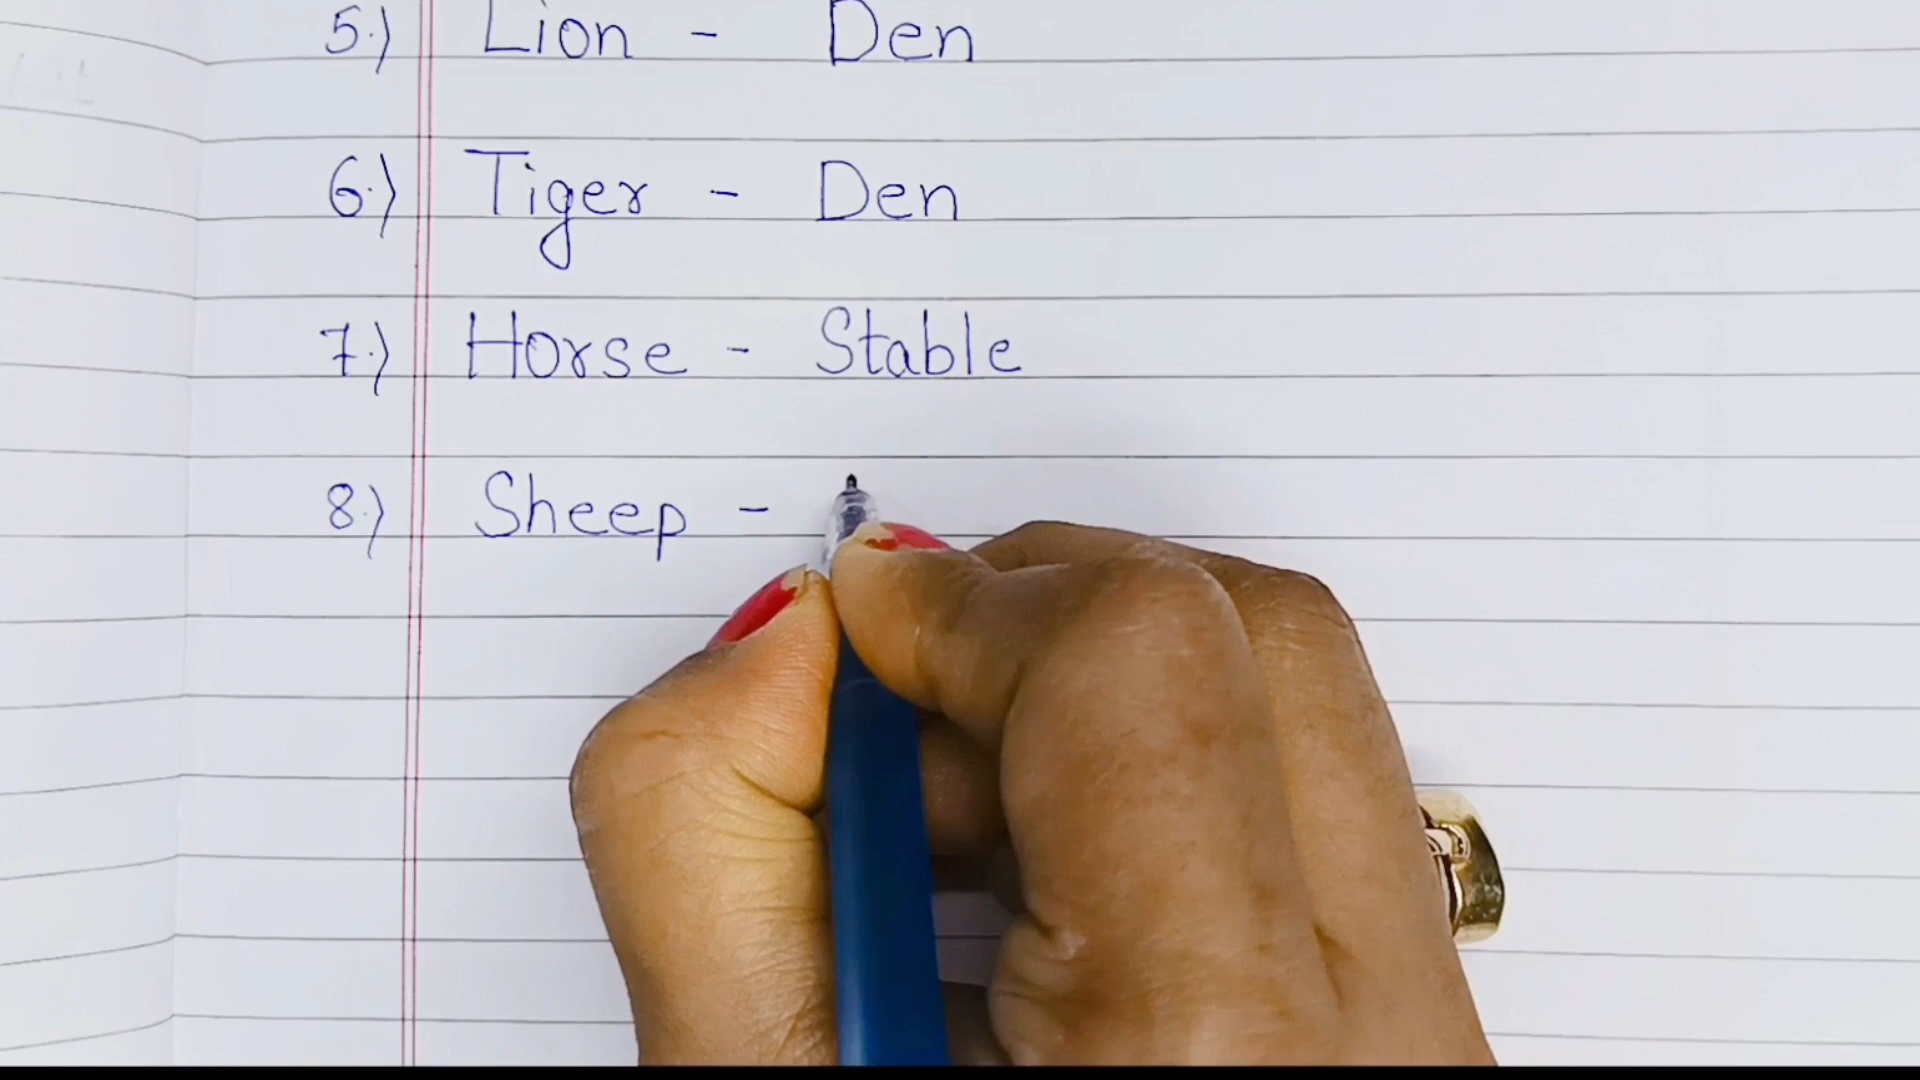 5.) Lion - Den
6.) Tiger - Den
7.) Horse - Stable
8.) Sheep -